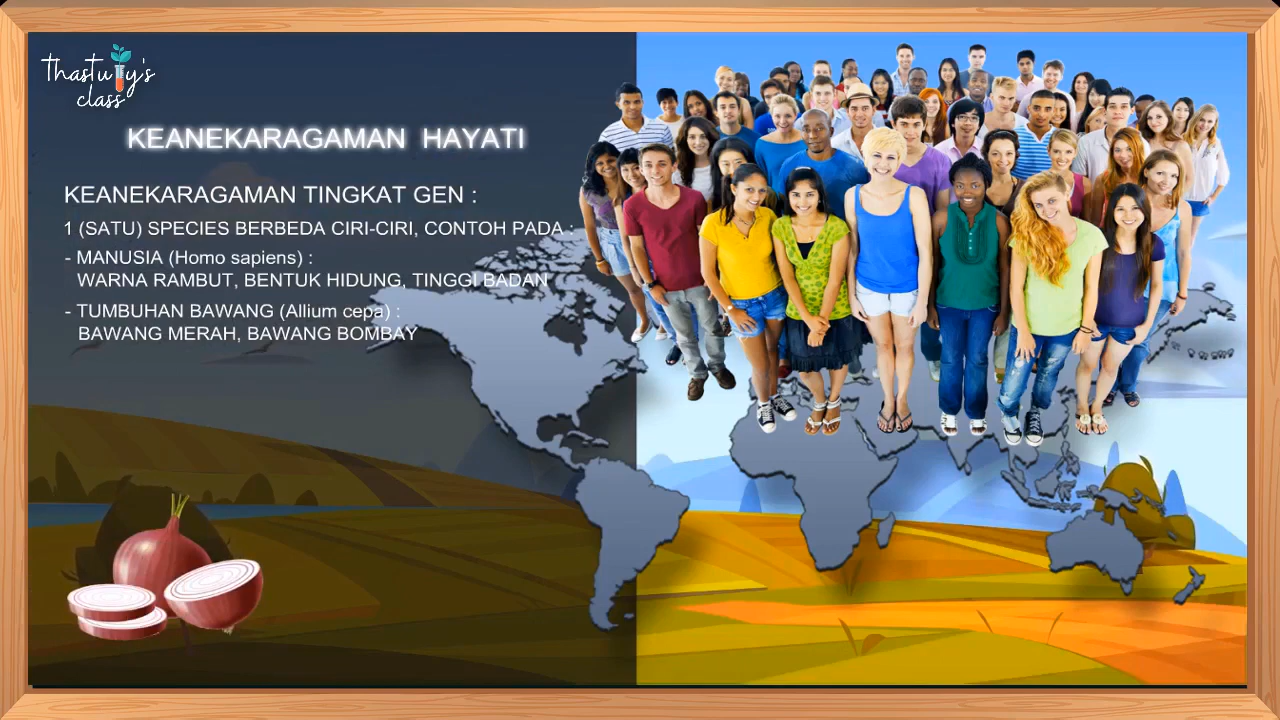 thastuty's
class
KEANEKARAGAMAN HAYATI
KEANEKARAGAMAN TINGKAT GEN :
1 (SATU) SPECIES BERBEDA CIRI-CIRI, CONTOH PADA :
- MANUSIA (Homo sapiens) :
WARNA RAMBUT, BENTUK HIDUNG, TINGGI BADAN
- TUMBUHAN BAWANG (Allium cepa) :
BAWANG MERAH, BAWANG BOMBAY